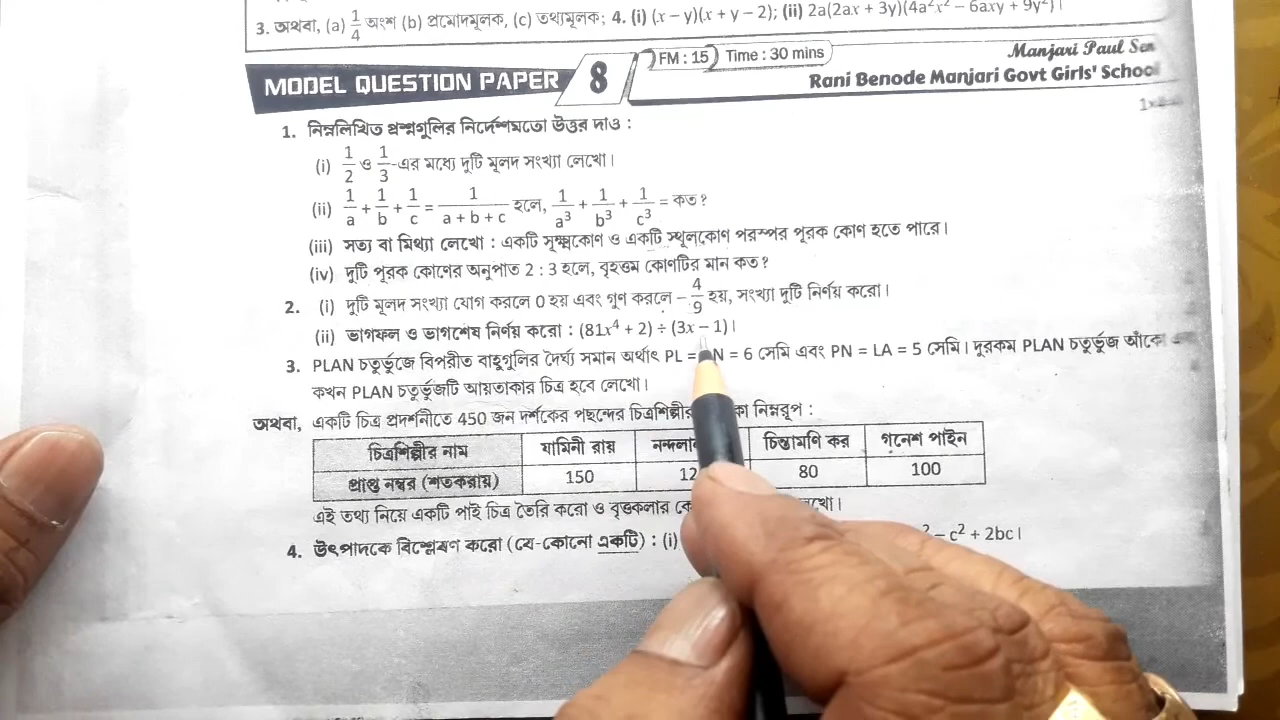 3. অথবা, (a) 1/4 অংশ (b) প্রমোদমূলক, (c) তথ্যমূলক; 4. (i) (x – y)(x + y – 2); (ii) 2a(2ax + 3y)(4a²x² – 6axy + 9y²)।
MODEL QUESTION PAPER 8 FM : 15 Time : 30 mins Manjari Paul Sen
Rani Benode Manjari Govt Girls' School
1. নিম্নলিখিত প্রশ্নগুলির নির্দেশমতো উত্তর দাও :
(i) 1/2 ও 1/3-এর মধ্যে দুটি মূলদ সংখ্যা লেখো।
(ii) 1/a + 1/b + 1/c = 1/(a + b + c) হলে, 1/a³ + 1/b³ + 1/c³ = কত?
(iii) সত্য বা মিথ্যা লেখো : একটি সূক্ষ্মকোণ ও একটি স্থূলকোণ পরস্পর পূরক কোণ হতে পারে।
(iv) দুটি পূরক কোণের অনুপাত 2 : 3 হলে, বৃহত্তম কোণটির মান কত?
2. (i) দুটি মূলদ সংখ্যা যোগ করলে 0 হয় এবং গুণ করলে – 4/9 হয়, সংখ্যা দুটি নির্ণয় করো।
(ii) ভাগফল ও ভাগশেষ নির্ণয় করো : (81x⁴ + 2) ÷ (3x – 1)।
3. PLAN চতুর্ভুজে বিপরীত বাহুগুলির দৈর্ঘ্য সমান অর্থাৎ PL = N = 6 সেমি এবং PN = LA = 5 সেমি। দুরকম PLAN চতুর্ভুজ আঁকো
কখন PLAN চতুর্ভুজটি আয়তাকার চিত্র হবে লেখো।
অথবা, একটি চিত্র প্রদর্শনীতে 450 জন দর্শকের পছন্দের চিত্রশিল্পীর কা নিম্নরূপ :
চিত্রশিল্পীর নাম যামিনী রায় নন্দলা চিন্তামণি কর গনেশ পাইন
প্রাপ্ত নম্বর (শতকরায়) 150 12 80 100
এই তথ্য নিয়ে একটি পাই চিত্র তৈরি করো ও বৃত্তকলার কে
4. উৎপাদকে বিশ্লেষণ করো (যে-কোনো একটি) : (i) – c² + 2bc।